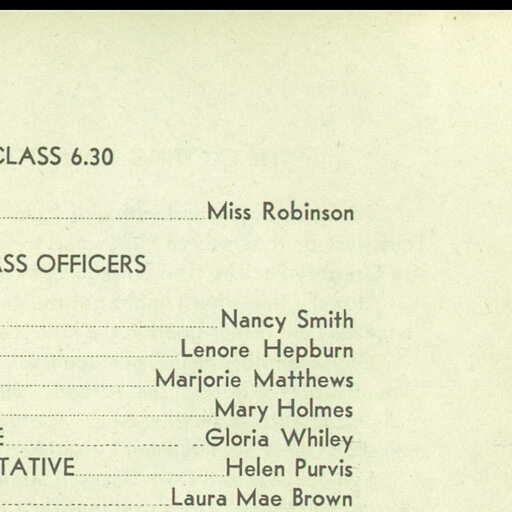 CLASS 6.30
Miss Robinson
ASS OFFICERS
Nancy Smith
Lenore Hepburn
Marjorie Matthews
Mary Holmes
E Gloria Whiley
TATIVE Helen Purvis
Laura Mae Brown